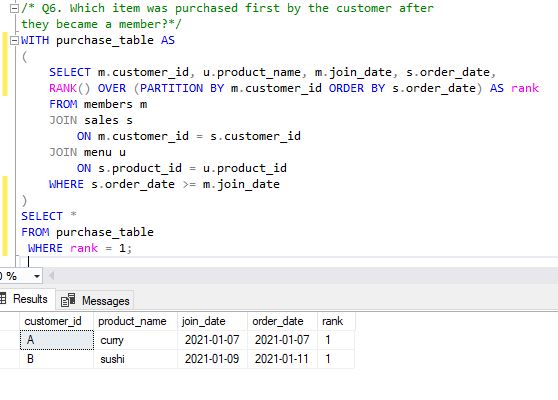 /* Q6. Which item was purchased first by the customer after
they became a member?*/
WITH purchase_table AS
(
SELECT m.customer_id, u.product_name, m.join_date, s.order_date,
RANK() OVER (PARTITION BY m.customer_id ORDER BY s.order_date) AS rank
FROM members m
JOIN sales s
ON m.customer_id = s.customer_id
JOIN menu u
ON s.product_id = u.product_id
WHERE s.order_date >= m.join_date
)
SELECT *
FROM purchase_table
WHERE rank = 1;
0 %
Results Messages
customer_id product_name join_date order_date rank
A curry 2021-01-07 2021-01-07 1
B sushi 2021-01-09 2021-01-11 1